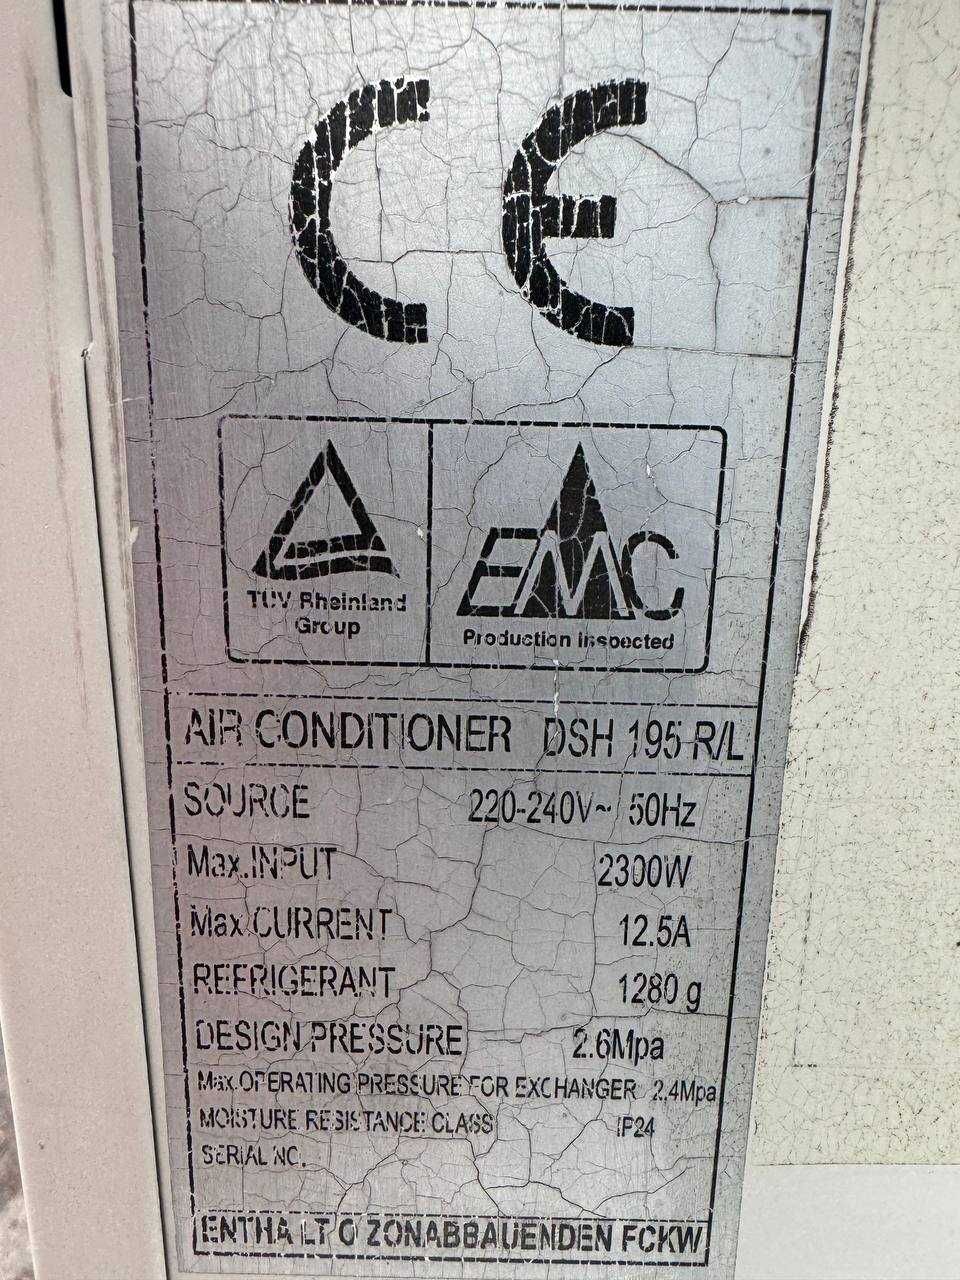 CE
TÜV Rheinland
Group
EMC
Production Inspected
AIR CONDITIONER DSH 195 R/L
SOURCE 220-240V~ 50Hz
Max.INPUT 2300W
Max.CURRENT 12.5A
REFRIGERANT 1280 g
DESIGN PRESSURE 2.6Mpa
Max.OPERATING PRESSURE FOR EXCHANGER 2.4Mpa
MOISTURE RESISTANCE CLASS IP24
SERIAL NO.
ENTHALT OZONABBAUENDEN FCKW